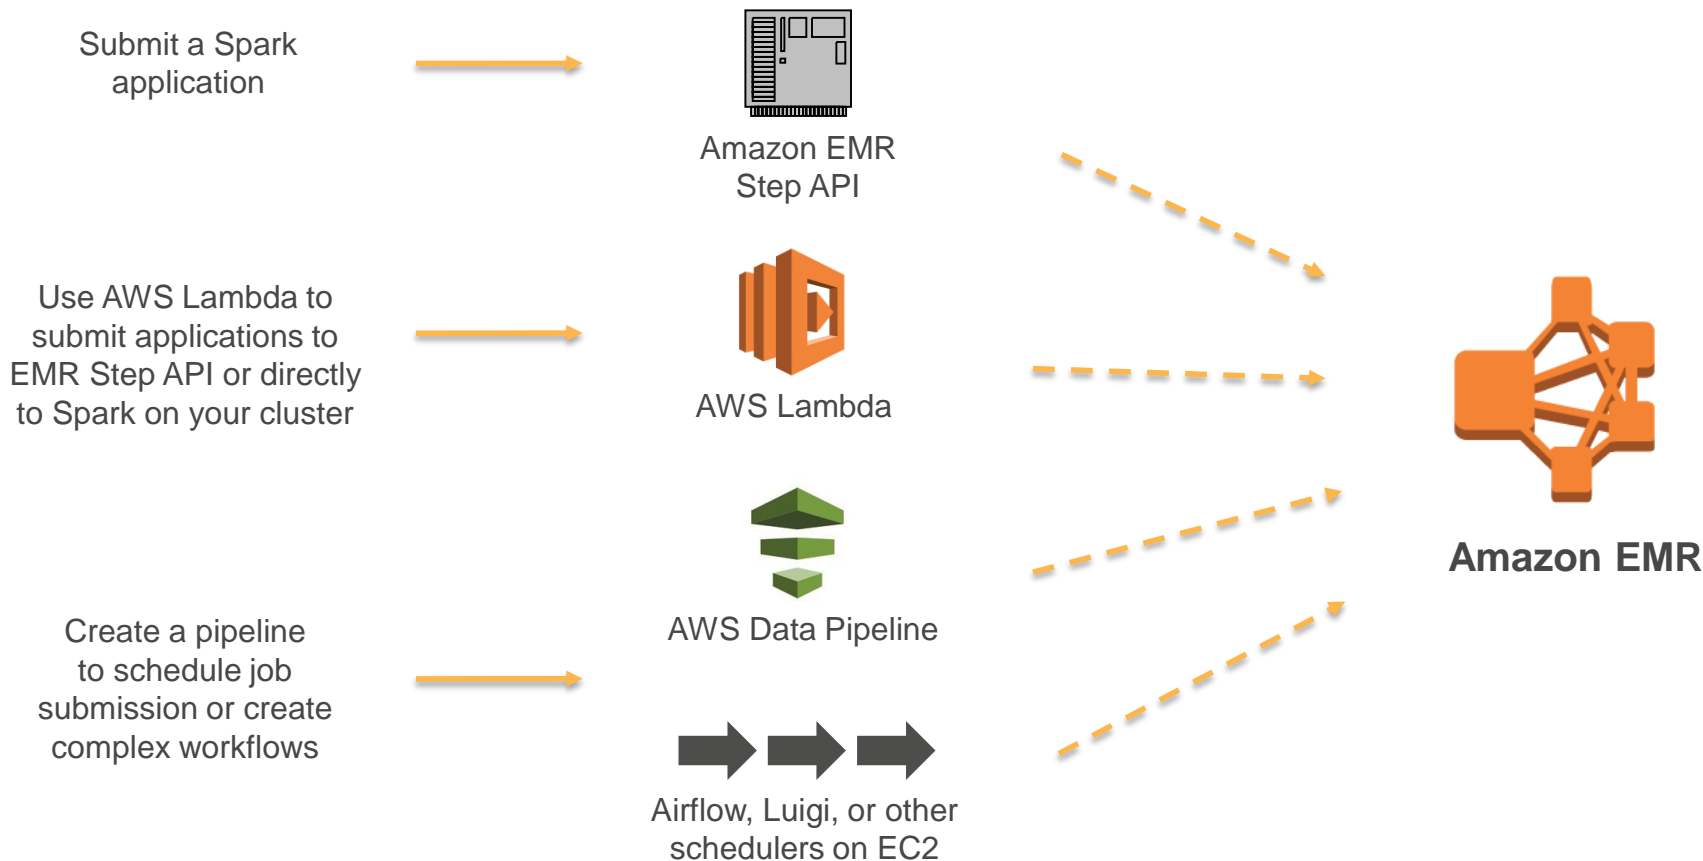 Submit a Spark
application
Amazon EMR
Step API
Use AWS Lambda to
submit applications to
EMR Step API or directly
to Spark on your cluster
AWS Lambda
Amazon EMR
AWS Data Pipeline
Create a pipeline
to schedule job
submission or create
complex workflows
Airflow, Luigi, or other
schedulers on EC2